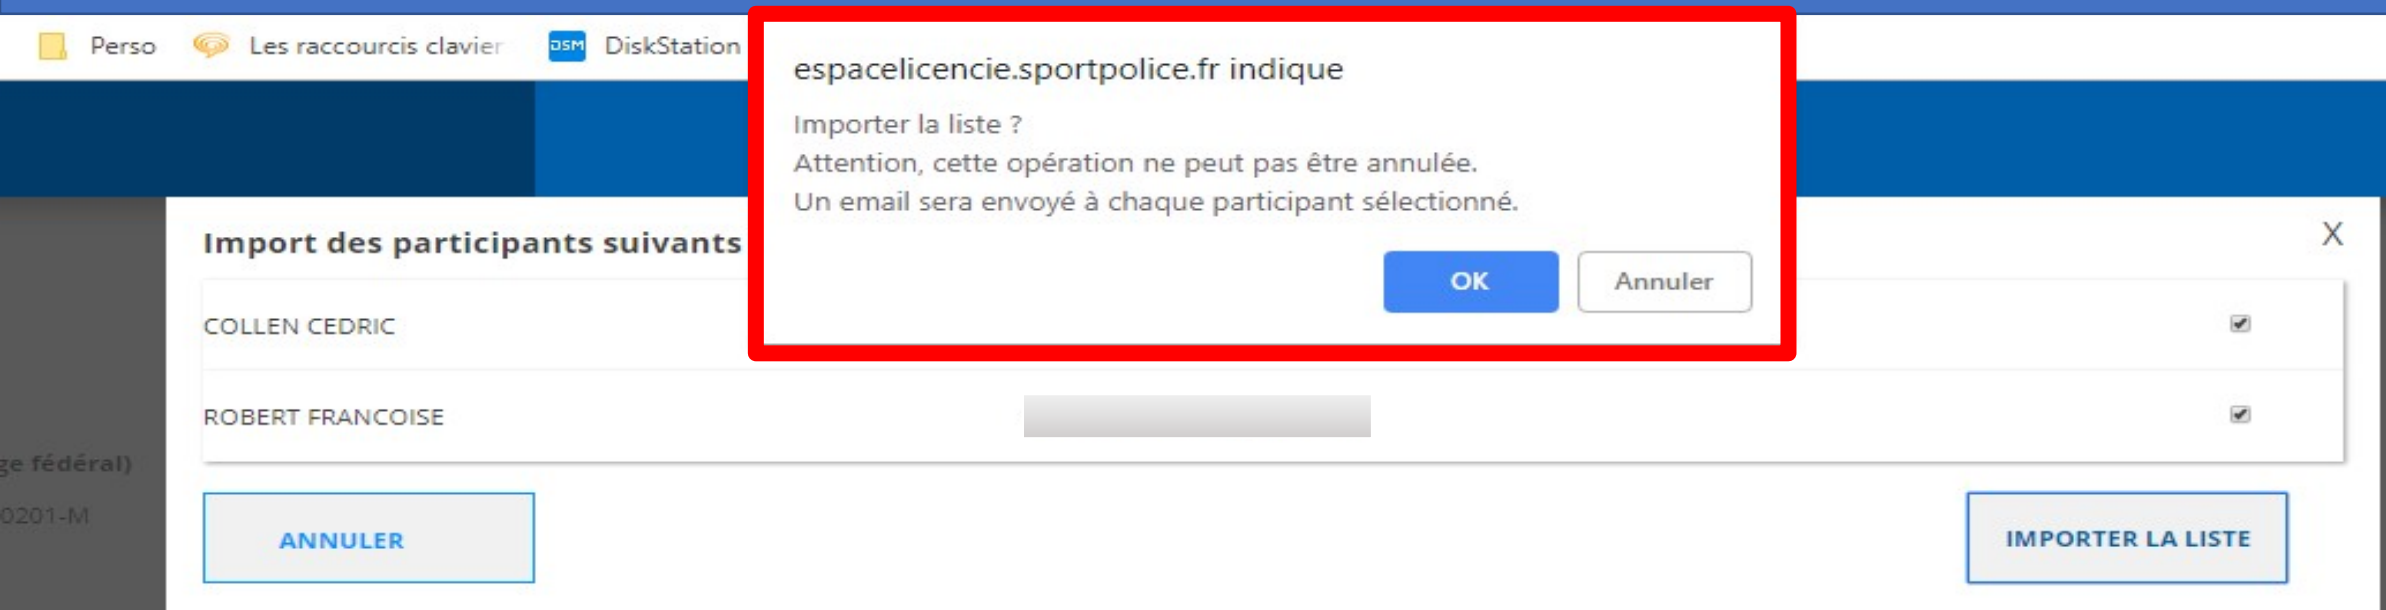 Perso
Les raccourcis clavier
DSM
DiskStation
espacelicencie.sportpolice.fr indique
Importer la liste ?
Attention, cette opération ne peut pas être annulée.
Un email sera envoyé à chaque participant sélectionné.
OK
Annuler
Import des participants suivants
X
COLLEN CEDRIC
ROBERT FRANCOISE
ge fédéral)
0201-M
ANNULER
IMPORTER LA LISTE